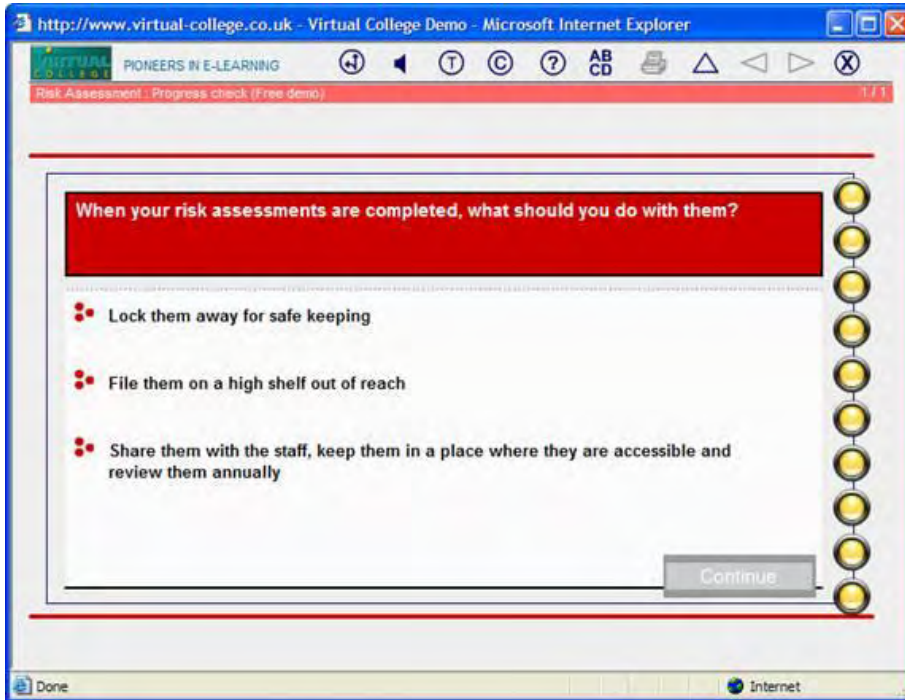 http://www.virtual-college.co.uk - Virtual College Demo - Microsoft Internet Explorer
VIRTUAL
COLLEGE
PIONEERS IN E-LEARNING
T
C
?
AB
CD
X
Risk Assessment : Progress check (Free demo)
1 / 1
When your risk assessments are completed, what should you do with them?
Lock them away for safe keeping
File them on a high shelf out of reach
Share them with the staff, keep them in a place where they are accessible and
review them annually
Continue
Done
Internet